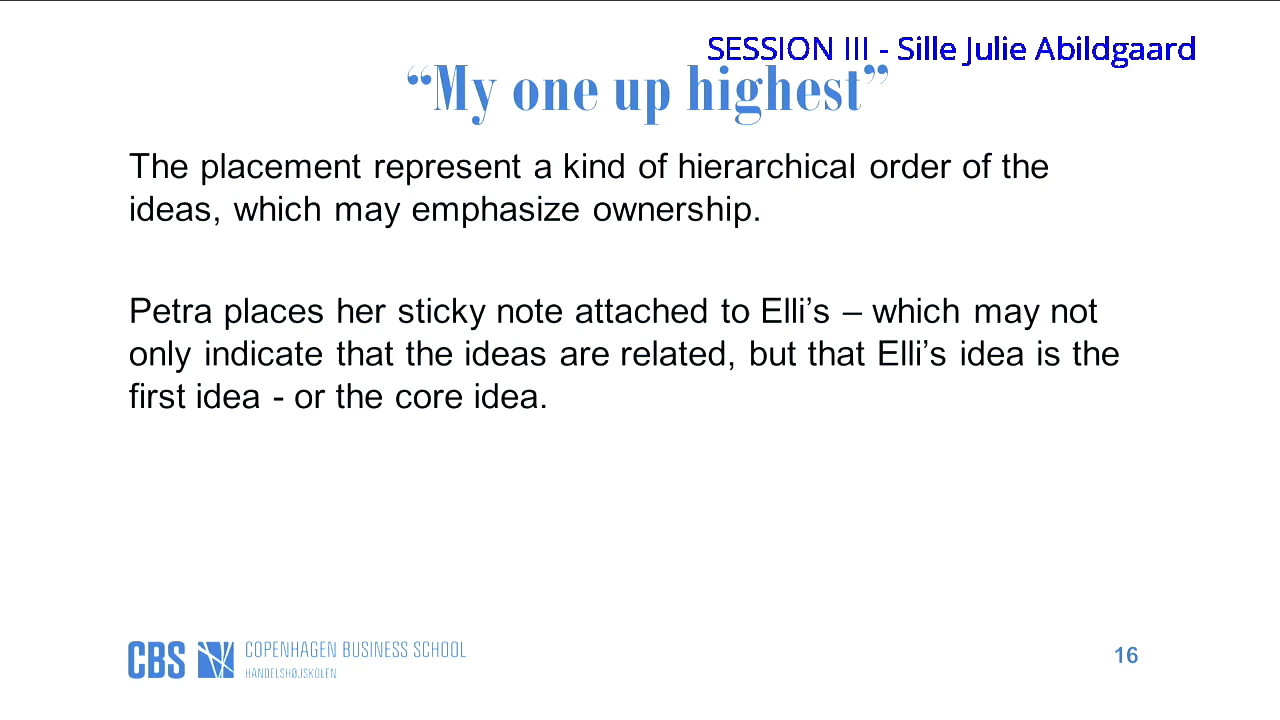 SESSION III - Sille Julie Abildgaard
“My one up highest”
The placement represent a kind of hierarchical order of the
ideas, which may emphasize ownership.
Petra places her sticky note attached to Elli’s – which may not
only indicate that the ideas are related, but that Elli’s idea is the
first idea - or the core idea.
CBS COPENHAGEN BUSINESS SCHOOL
HANDELSHØJSKOLEN
16